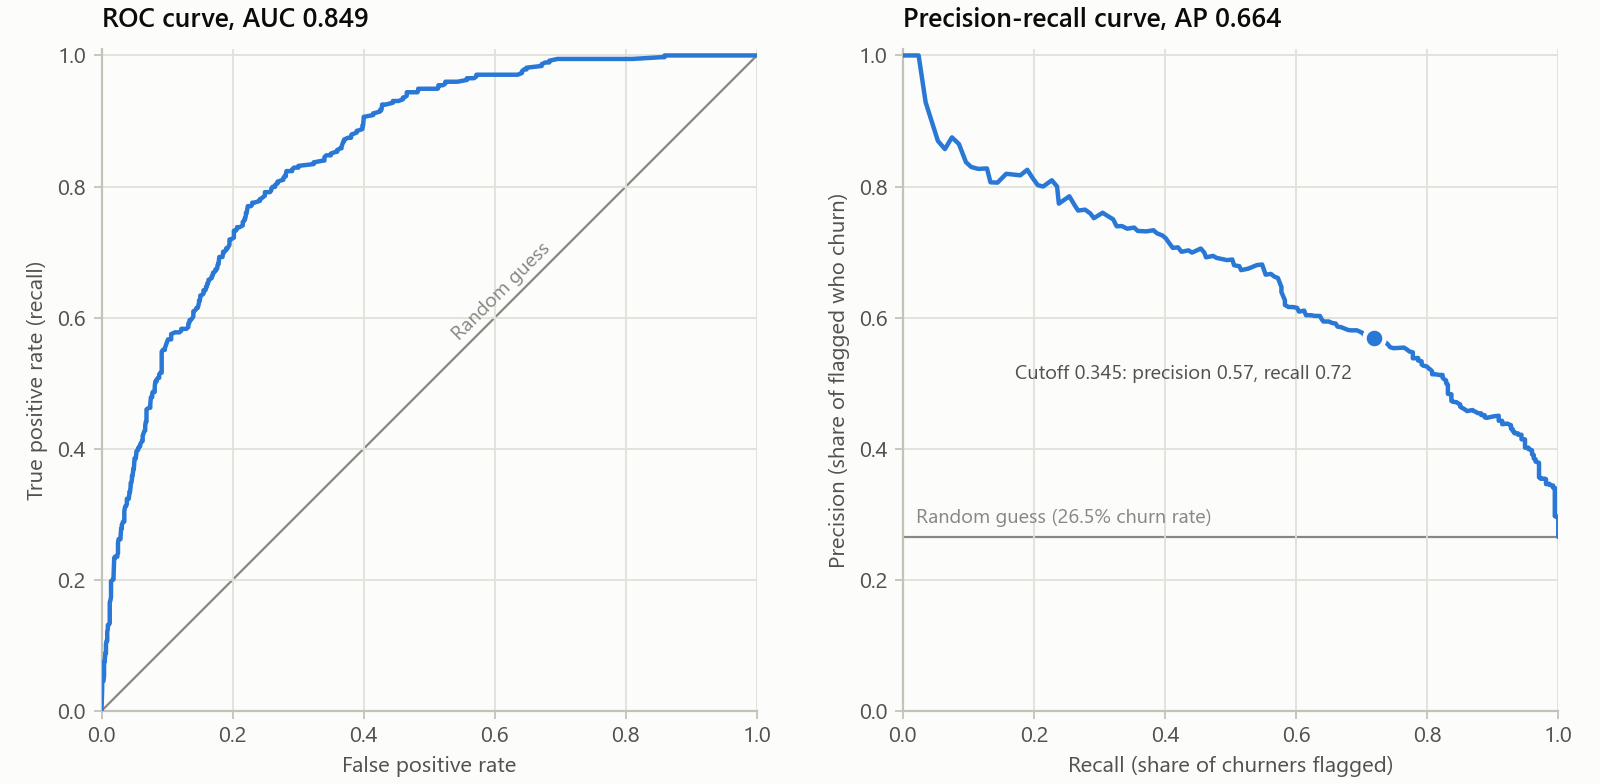 ROC curve, AUC 0.849
True positive rate (recall)
1.0
0.8
0.6
0.4
0.2
0.0
Random guess
0.0 0.2 0.4 0.6 0.8 1.0
False positive rate
Precision-recall curve, AP 0.664
Precision (share of flagged who churn)
1.0
0.8
0.6
0.4
0.2
0.0
Cutoff 0.345: precision 0.57, recall 0.72
Random guess (26.5% churn rate)
0.0 0.2 0.4 0.6 0.8 1.0
Recall (share of churners flagged)